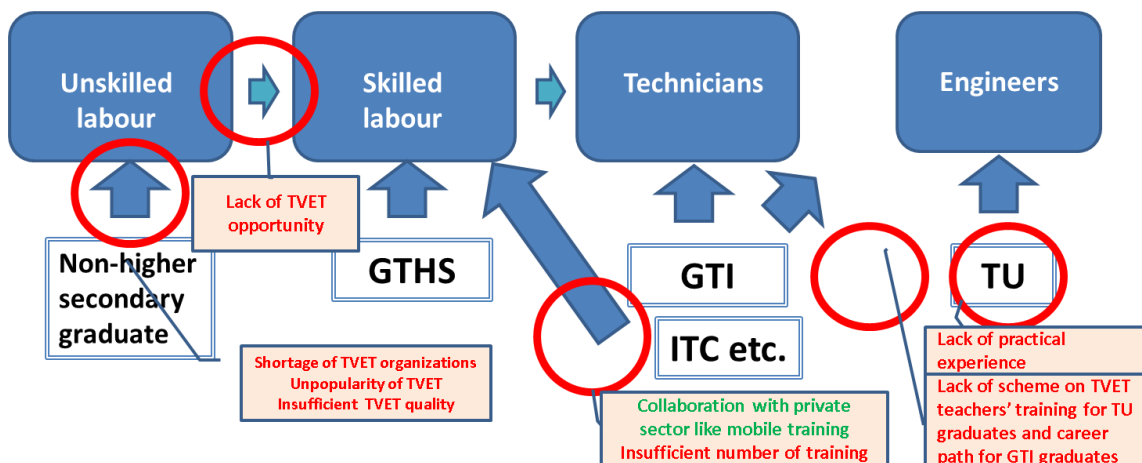 Unskilled
labour
Skilled
labour
Technicians
Engineers
Lack of TVET
opportunity
Non-higher
secondary
graduate
GTHS
GTI
TU
ITC etc.
Shortage of TVET organizations
Unpopularity of TVET
Insufficient TVET quality
Collaboration with private
sector like mobile training
Insufficient number of training
Lack of practical
experience
Lack of scheme on TVET
teachers’ training for TU
graduates and career
path for GTI graduates